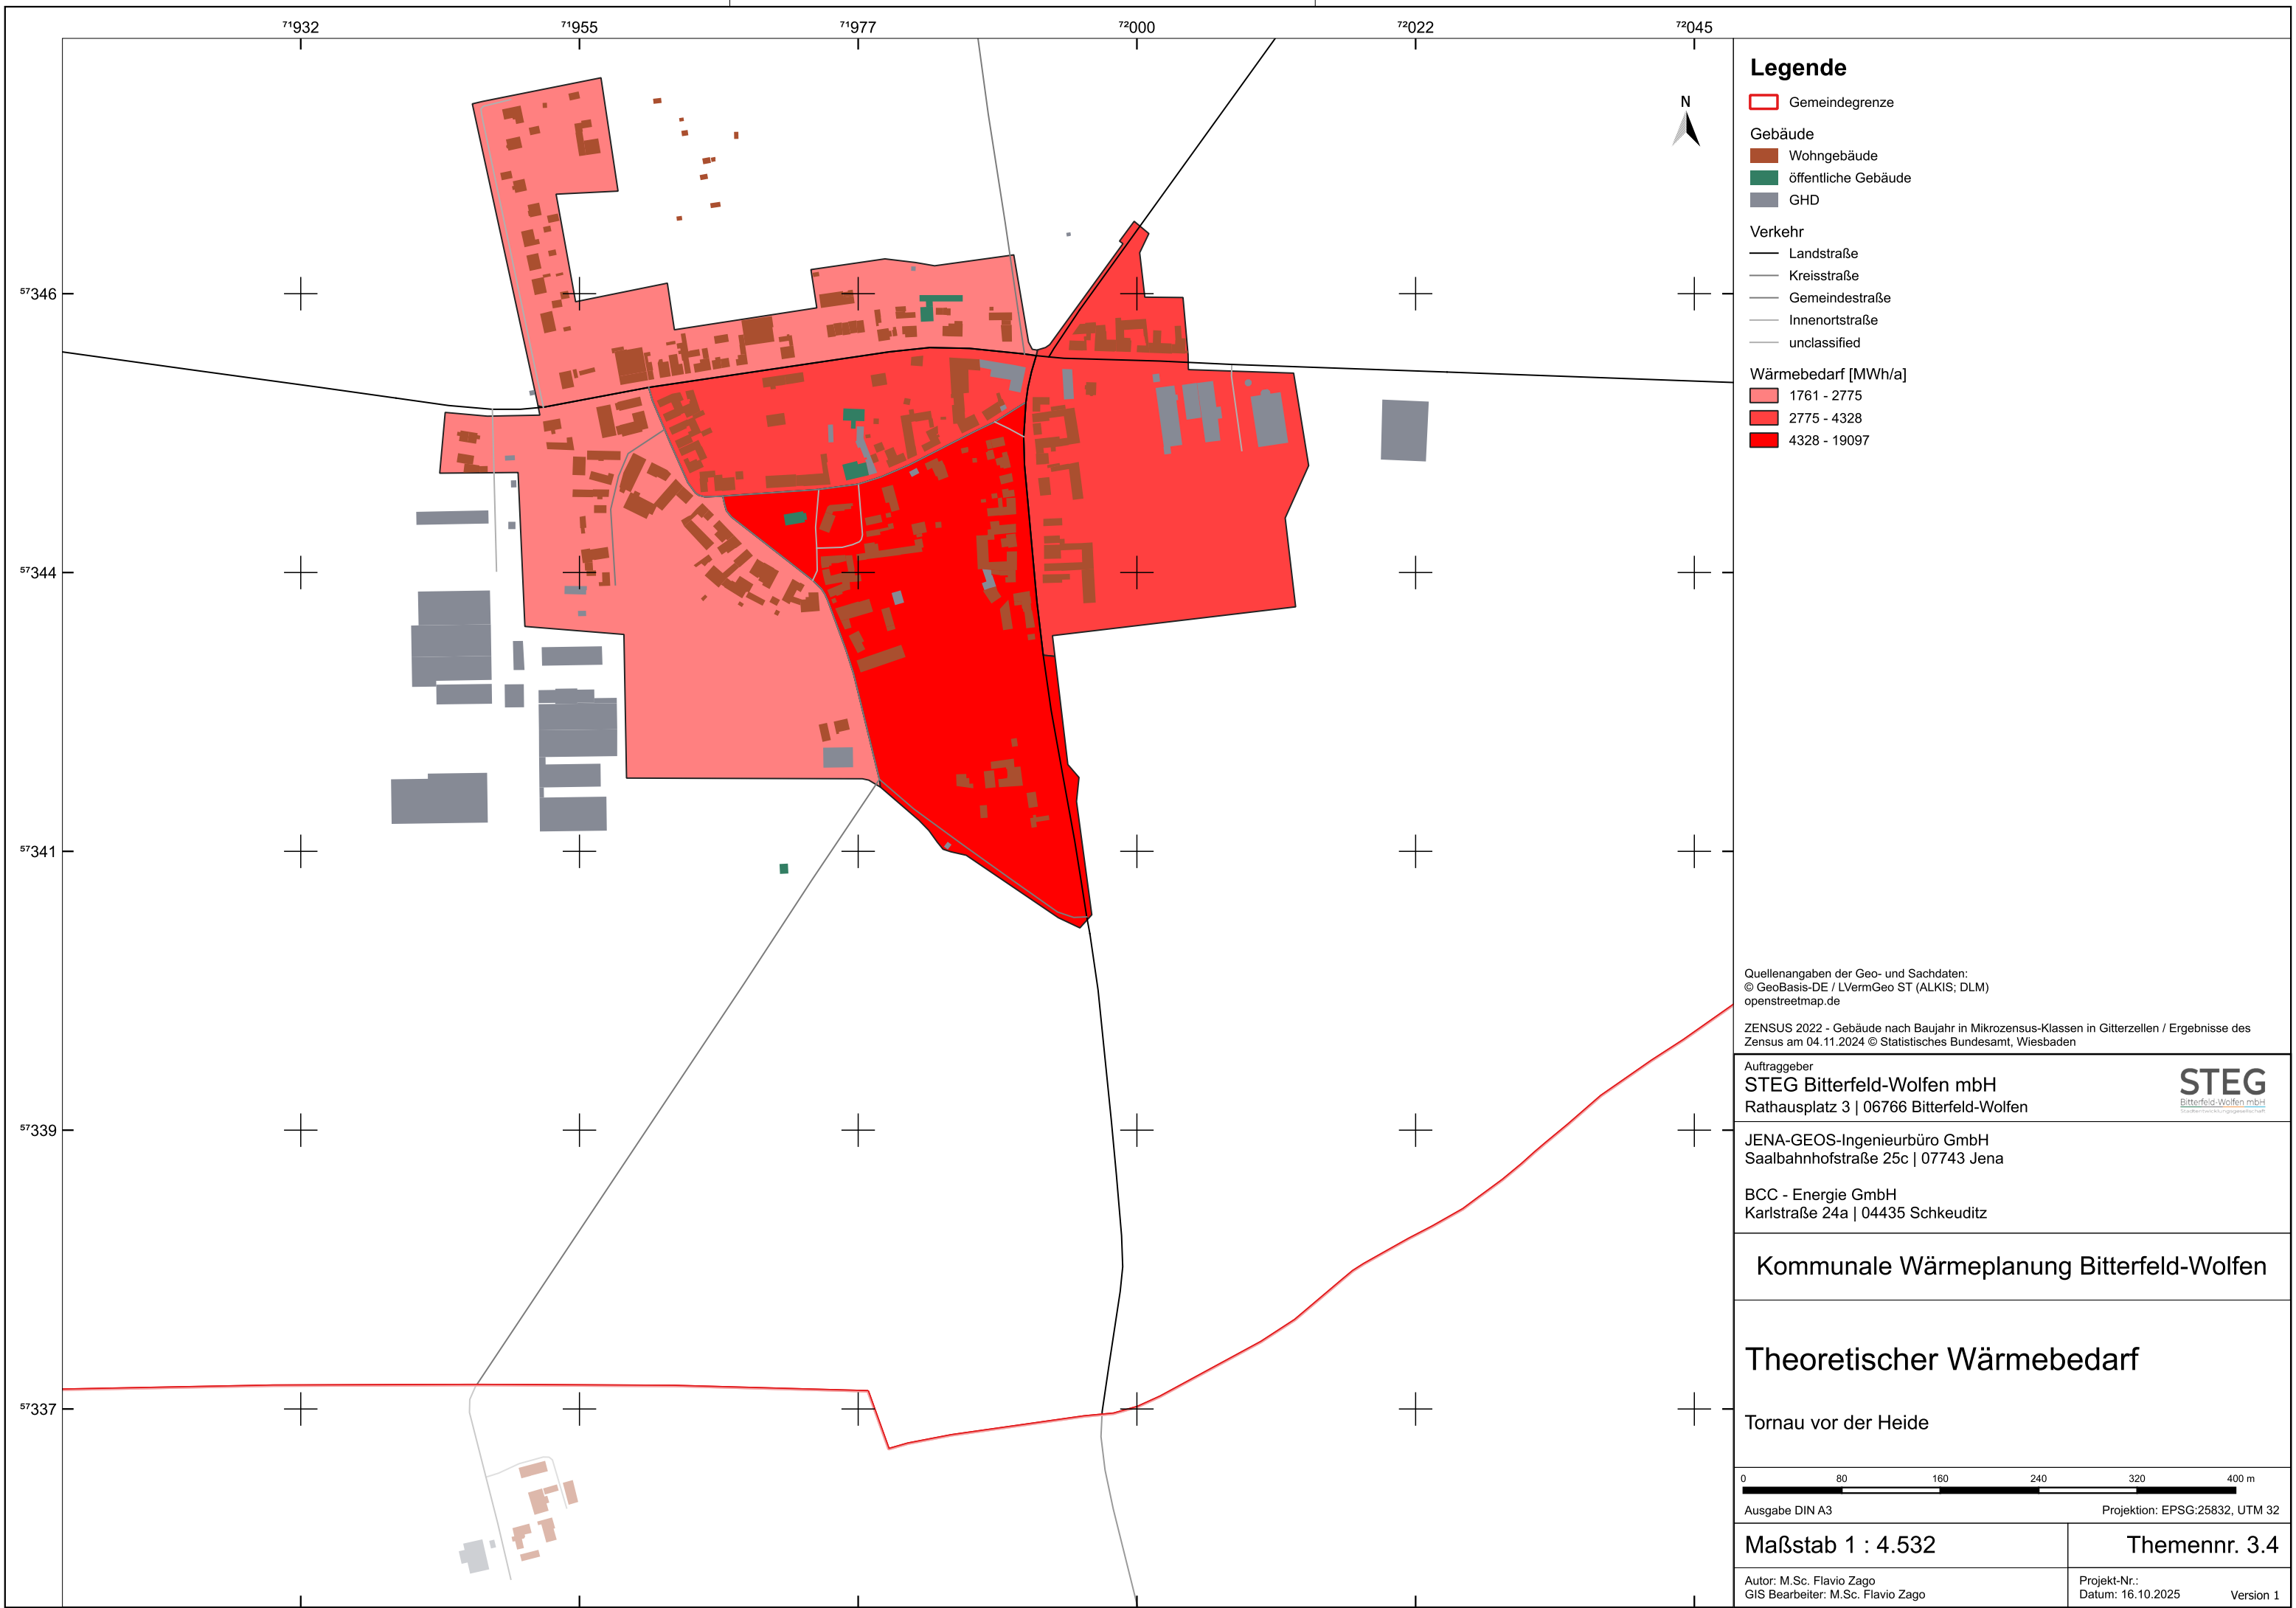 ⁷¹932 ⁷¹955 ⁷¹977 ⁷²000 ⁷²022 ⁷²045
⁵⁷346
⁵⁷344
⁵⁷341
⁵⁷339
⁵⁷337
N
Legende
Gemeindegrenze
Gebäude
Wohngebäude
öffentliche Gebäude
GHD
Verkehr
Landstraße
Kreisstraße
Gemeindestraße
Innenortstraße
unclassified
Wärmebedarf [MWh/a]
1761 - 2775
2775 - 4328
4328 - 19097
Quellenangaben der Geo- und Sachdaten:
© GeoBasis-DE / LVermGeo ST (ALKIS; DLM)
openstreetmap.de
ZENSUS 2022 - Gebäude nach Baujahr in Mikrozensus-Klassen in Gitterzellen / Ergebnisse des
Zensus am 04.11.2024 © Statistisches Bundesamt, Wiesbaden
Auftraggeber
STEG Bitterfeld-Wolfen mbH
Rathausplatz 3 | 06766 Bitterfeld-Wolfen
STEG
Bitterfeld-Wolfen mbH
Stadtentwicklungsgesellschaft
JENA-GEOS-Ingenieurbüro GmbH
Saalbahnhofstraße 25c | 07743 Jena
BCC - Energie GmbH
Karlstraße 24a | 04435 Schkeuditz
Kommunale Wärmeplanung Bitterfeld-Wolfen
Theoretischer Wärmebedarf
Tornau vor der Heide
0 80 160 240 320 400 m
Ausgabe DIN A3 Projektion: EPSG:25832, UTM 32
Maßstab 1 : 4.532 Themennr. 3.4
Autor: M.Sc. Flavio Zago
GIS Bearbeiter: M.Sc. Flavio Zago
Projekt-Nr.:
Datum: 16.10.2025 Version 1